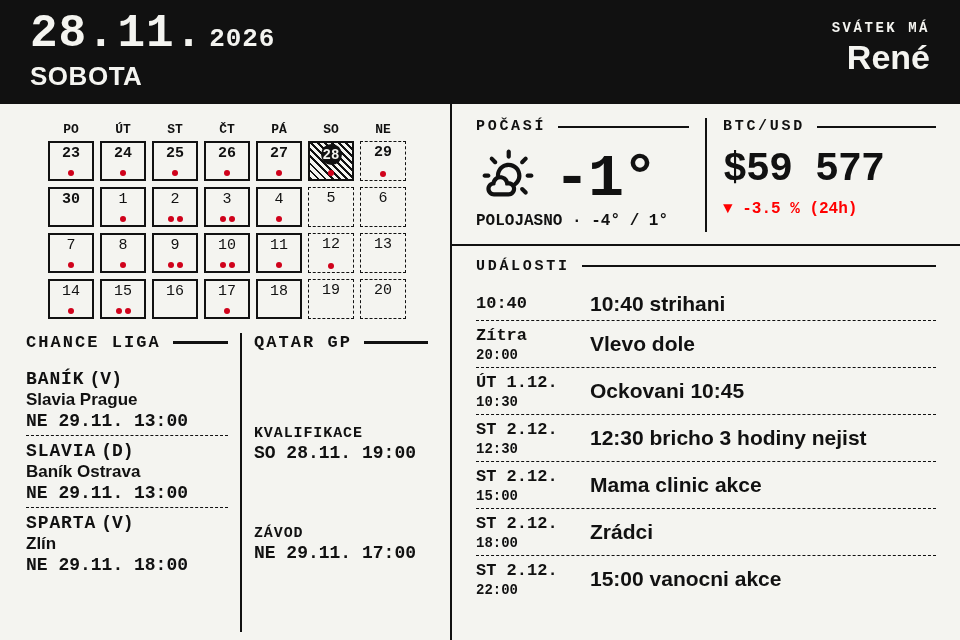 28.11. 2026
SOBOTA
SVÁTEK MÁ
René
PO ÚT ST ČT PÁ SO NE
23 24 25 26 27 28 29
30 1 2 3 4 5 6
7 8 9 10 11 12 13
14 15 16 17 18 19 20
CHANCE LIGA
BANÍK (V)
Slavia Prague
NE 29.11. 13:00
SLAVIA (D)
Baník Ostrava
NE 29.11. 13:00
SPARTA (V)
Zlín
NE 29.11. 18:00
QATAR GP
KVALIFIKACE
SO 28.11. 19:00
ZÁVOD
NE 29.11. 17:00
POČASÍ
-1°
POLOJASNO · -4° / 1°
BTC/USD
$59 577
▼ -3.5 % (24h)
UDÁLOSTI
10:40 10:40 strihani
Zítra
20:00
Vlevo dole
ÚT 1.12.
10:30
Ockovani 10:45
ST 2.12.
12:30
12:30 bricho 3 hodiny nejist
ST 2.12.
15:00
Mama clinic akce
ST 2.12.
18:00
Zrádci
ST 2.12.
22:00
15:00 vanocni akce